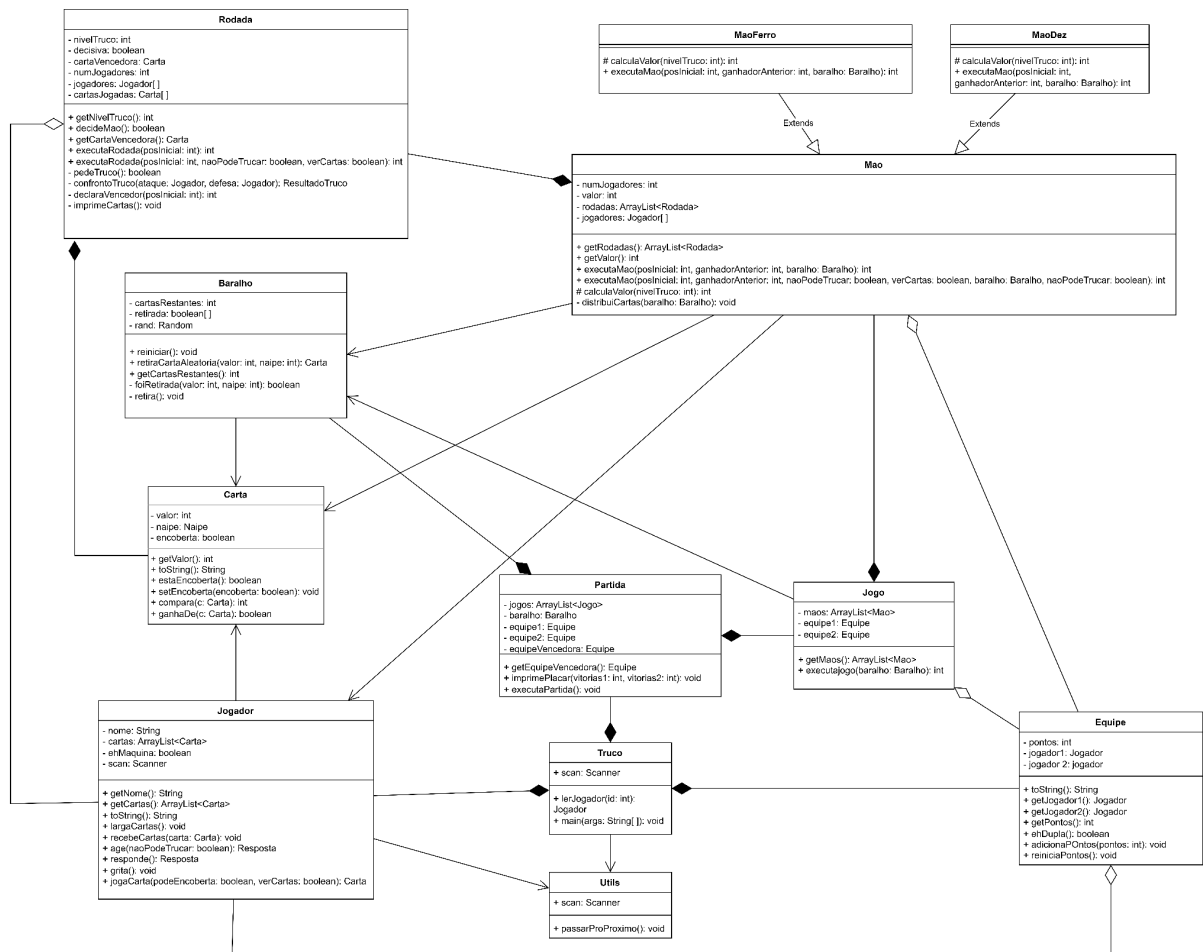 Rodada
- nivelTruco: int
- decisiva: boolean
- cartaVencedora: Carta
- numJogadores: int
- jogadores: Jogador[ ]
- cartasJogadas: Carta[ ]
+ getNivelTruco(): int
+ decideMao(): boolean
+ getCartaVencedora(): Carta
+ executaRodada(posInicial: int): int
+ executaRodada(posInicial: int, naoPodeTrucar: boolean, verCartas: boolean): int
- pedeTruco(): boolean
- confrontoTruco(ataque: Jogador, defesa: Jogador): ResultadoTruco
- declaraVencedor(posInicial: int): int
- imprimeCartas(): void
MaoFerro
# calculaValor(nivelTruco: int): int
+ executaMao(posInicial: int, ganhadorAnterior: int, baralho: Baralho): int
MaoDez
# calculaValor(nivelTruco: int): int
+ executaMao(posInicial: int,
ganhadorAnterior: int, baralho: Baralho): int
Extends
Extends
Mao
- numJogadores: int
- valor: int
- rodadas: ArrayList<Rodada>
- jogadores: Jogador[ ]
+ getRodadas(): ArrayList<Rodada>
+ getValor(): int
+ executaMao(posInicial: int, ganhadorAnterior: int, baralho: Baralho): int
+ executaMao(posInicial: int, ganhadorAnterior: int, naoPodeTrucar: boolean, verCartas: boolean, baralho: Baralho, naoPodeTrucar: boolean): int
# calculaValor(nivelTruco: int): int
- distribuiCartas(baralho: Baralho): void
Baralho
- cartasRestantes: int
- retirada: boolean[ ]
- rand: Random
+ reiniciar(): void
+ retiraCartaAleatoria(valor: int, naipe: int): Carta
+ getCartasRestantes(): int
- foiRetirada(valor: int, naipe: int): boolean
- retira(): void
Carta
- valor: int
- naipe: Naipe
- encoberta: boolean
+ getValor(): int
+ toString(): String
+ estaEncoberta(): boolean
+ setEncoberta(encoberta: boolean): void
+ compara(c: Carta): int
+ ganhaDe(c: Carta): boolean
Partida
- jogos: ArrayList<Jogo>
- baralho: Baralho
- equipe1: Equipe
- equipe2: Equipe
- equipeVencedora: Equipe
+ getEquipeVencedora(): Equipe
+ imprimePlacar(vitorias1: int, vitorias2: int): void
+ executaPartida(): void
Jogo
- maos: ArrayList<Mao>
- equipe1: Equipe
- equipe2: Equipe
+ getMaos(): ArrayList<Mao>
+ executajogo(baralho: Baralho): int
Jogador
- nome: String
- cartas: ArrayList<Carta>
- ehMaquina: boolean
- scan: Scanner
+ getNome(): String
+ getCartas(): ArrayList<Carta>
+ toString(): String
+ largaCartas(): void
+ recebeCartas(carta: Carta): void
+ age(naoPodeTrucar: boolean): Resposta
+ responde(): Resposta
+ grita(): void
+ jogaCarta(podeEncoberta: boolean, verCartas: boolean): Carta
Truco
+ scan: Scanner
+ lerJogador(id: int):
Jogador
+ main(args: String[ ]): void
Equipe
- pontos: int
- jogador1: Jogador
- jogador 2: jogador
+ toString(): String
+ getJogador1(): Jogador
+ getJogador2(): Jogador
+ getPontos(): int
+ ehDupla(): boolean
+ adicionaPOntos(pontos: int): void
+ reiniciaPontos(): void
Utils
+ scan: Scanner
+ passarProProximo(): void